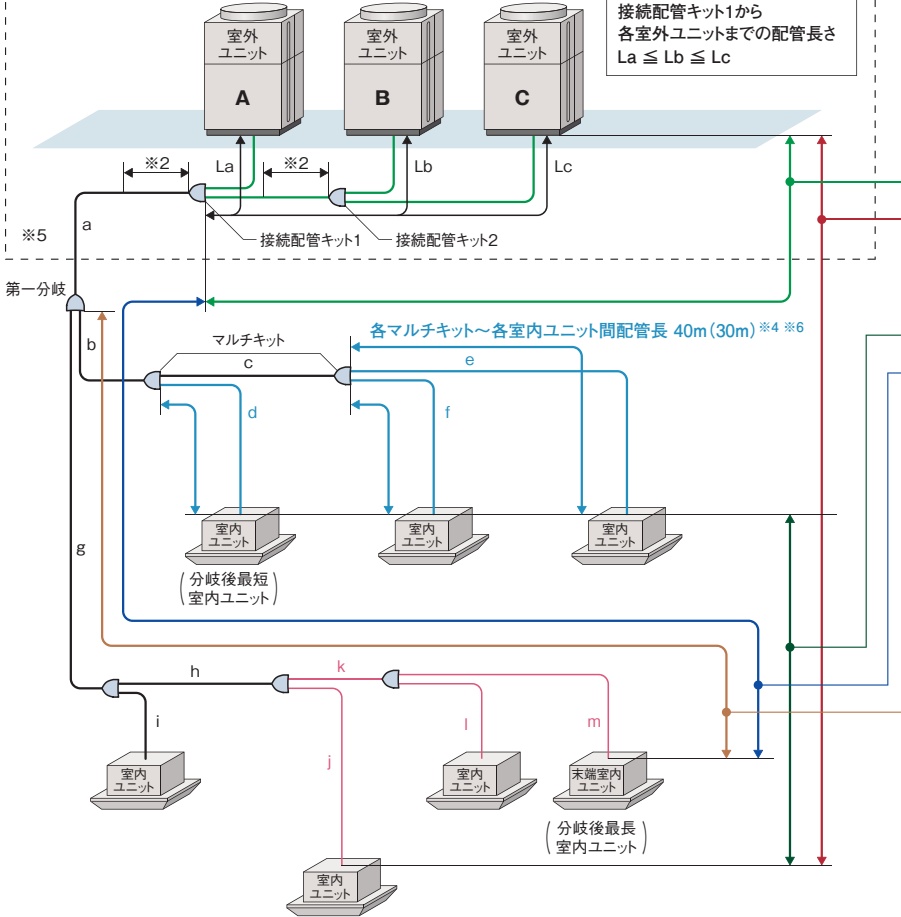 接続配管キット1から
各室外ユニットまでの配管長さ
La ≦ Lb ≦ Lc
室外
ユニット
A
室外
ユニット
B
室外
ユニット
C
※2
La
※2
Lb
Lc
a
※5
接続配管キット1
接続配管キット2
第一分岐
b
マルチキット
c
各マルチキット～各室内ユニット間配管長 40m（30m）※4 ※6
e
d
f
室内
ユニット
室内
ユニット
室内
ユニット
（分岐後最短
室内ユニット）
g
h
k
i
j
l
m
室内
ユニット
室内
ユニット
末端室内
ユニット
（分岐後最長
室内ユニット）
室内
ユニット